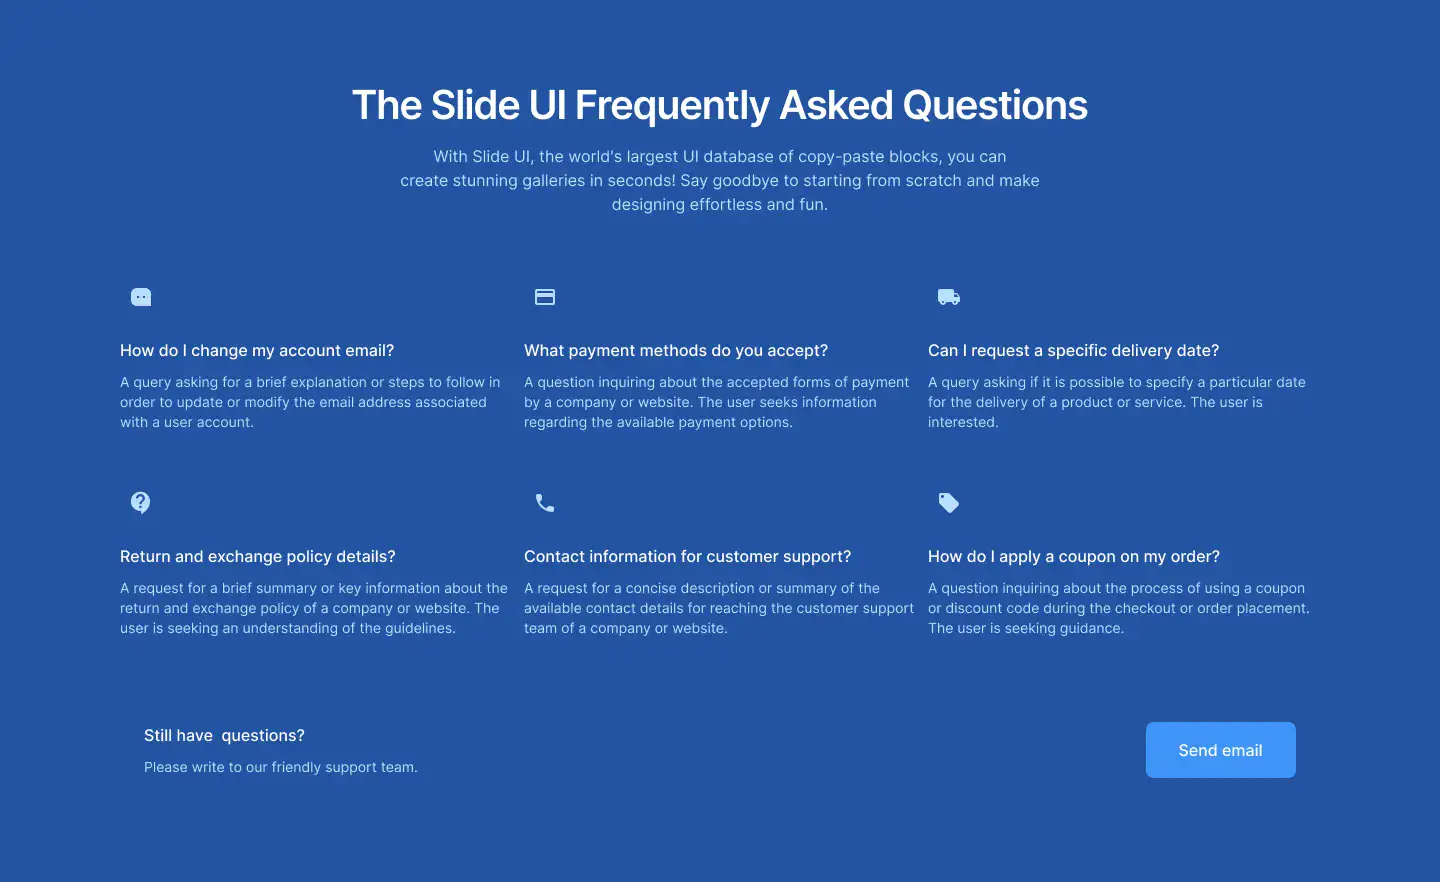 The Slide UI Frequently Asked Questions
With Slide UI, the world's largest UI database of copy-paste blocks, you can
create stunning galleries in seconds! Say goodbye to starting from scratch and make
designing effortless and fun.
How do I change my account email?
A query asking for a brief explanation or steps to follow in
order to update or modify the email address associated
with a user account.
What payment methods do you accept?
A question inquiring about the accepted forms of payment
by a company or website. The user seeks information
regarding the available payment options.
Can I request a specific delivery date?
A query asking if it is possible to specify a particular date
for the delivery of a product or service. The user is
interested.
Return and exchange policy details?
A request for a brief summary or key information about the
return and exchange policy of a company or website. The
user is seeking an understanding of the guidelines.
Contact information for customer support?
A request for a concise description or summary of the
available contact details for reaching the customer support
team of a company or website.
How do I apply a coupon on my order?
A question inquiring about the process of using a coupon
or discount code during the checkout or order placement.
The user is seeking guidance.
Still have  questions?
Please write to our friendly support team.
Send email